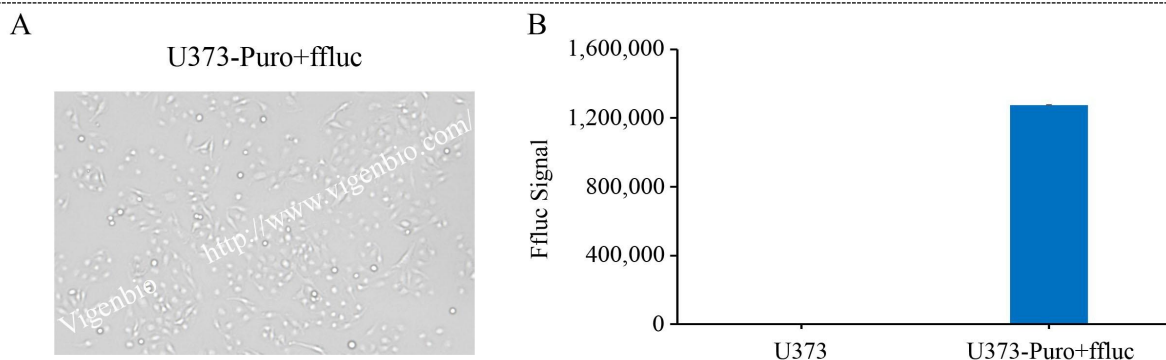 A
U373-Puro+ffluc
Vigenbio
http://www.vigenbio.com/
B
Ffluc Signal
1,600,000
1,200,000
800,000
400,000
0
U373
U373-Puro+ffluc